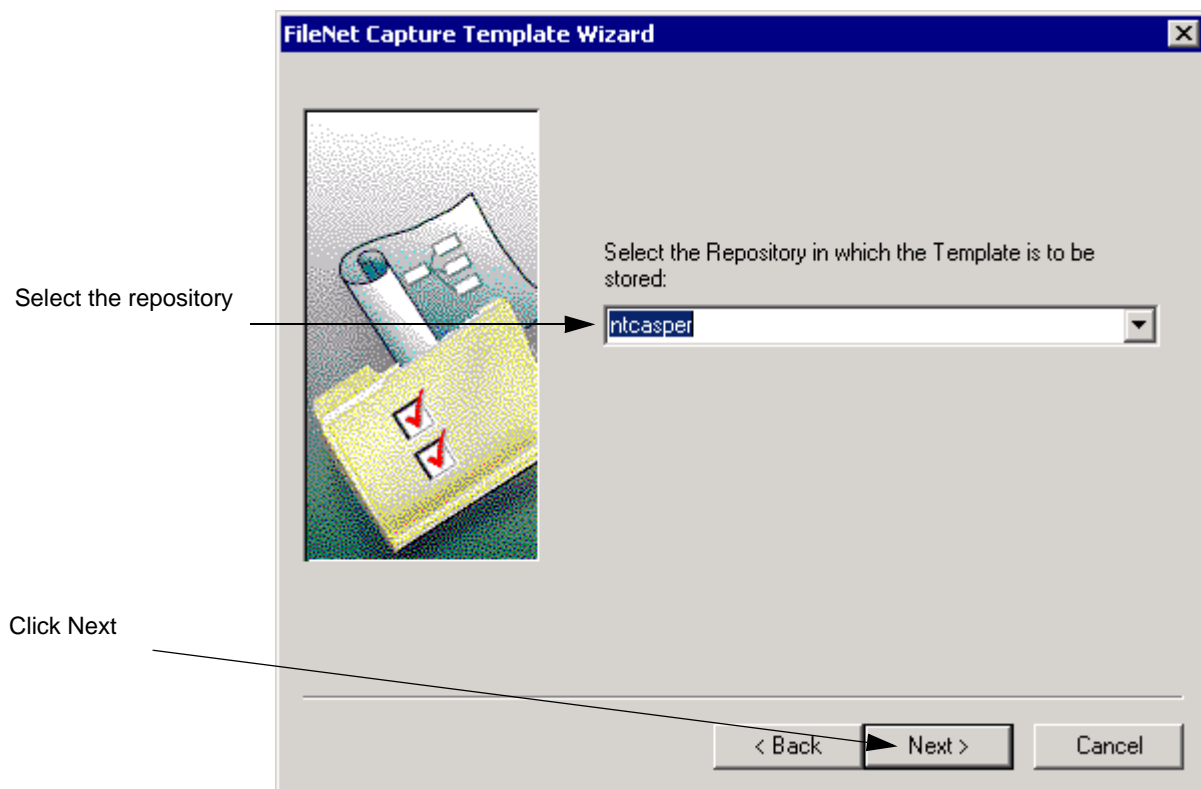 FileNet Capture Template Wizard
Select the Repository in which the Template is to be
stored:
Select the repository
ntcasper
Click Next
< Back
Next >
Cancel